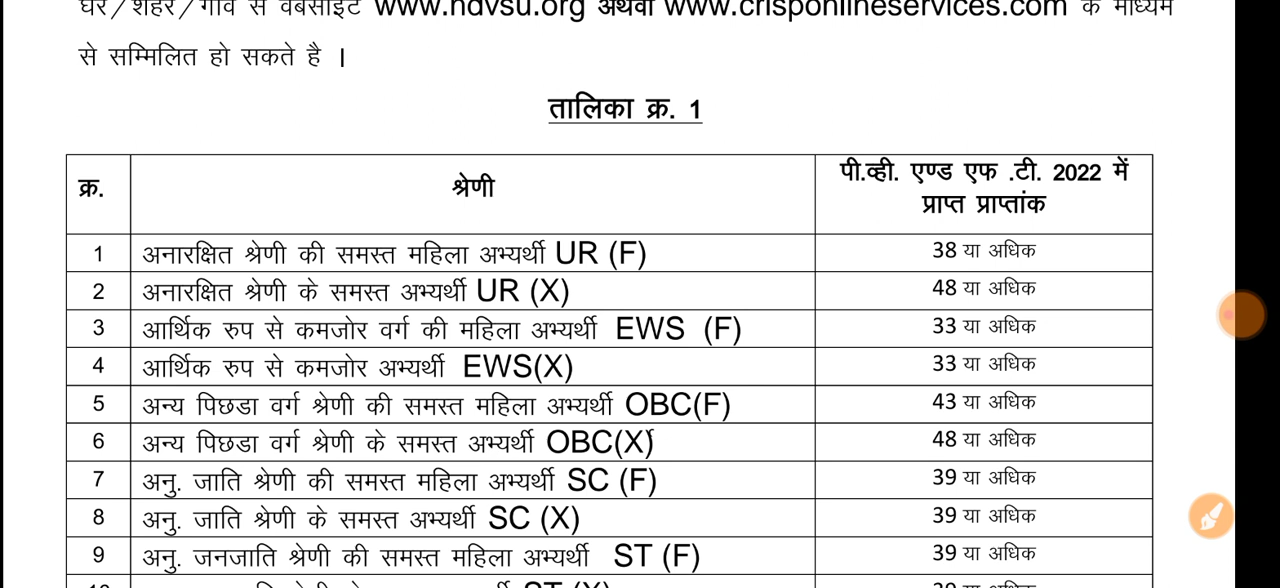 घर/शहर/गांव से वेबसाइट www.ndvsu.org अथवा www.crisponlineservices.com के माध्यम
से सम्मिलित हो सकते है ।
तालिका क्र. 1
क्र. श्रेणी पी.व्ही. एण्ड एफ .टी. 2022 में
प्राप्त प्राप्तांक
1 अनारक्षित श्रेणी की समस्त महिला अभ्यर्थी UR (F) 38 या अधिक
2 अनारक्षित श्रेणी के समस्त अभ्यर्थी UR (X) 48 या अधिक
3 आर्थिक रुप से कमजोर वर्ग की महिला अभ्यर्थी EWS (F) 33 या अधिक
4 आर्थिक रुप से कमजोर अभ्यर्थी EWS(X) 33 या अधिक
5 अन्य पिछडा वर्ग श्रेणी की समस्त महिला अभ्यर्थी OBC(F) 43 या अधिक
6 अन्य पिछडा वर्ग श्रेणी के समस्त अभ्यर्थी OBC(X) 48 या अधिक
7 अनु. जाति श्रेणी की समस्त महिला अभ्यर्थी SC (F) 39 या अधिक
8 अनु. जाति श्रेणी के समस्त अभ्यर्थी SC (X) 39 या अधिक
9 अनु. जनजाति श्रेणी की समस्त महिला अभ्यर्थी ST (F) 39 या अधिक